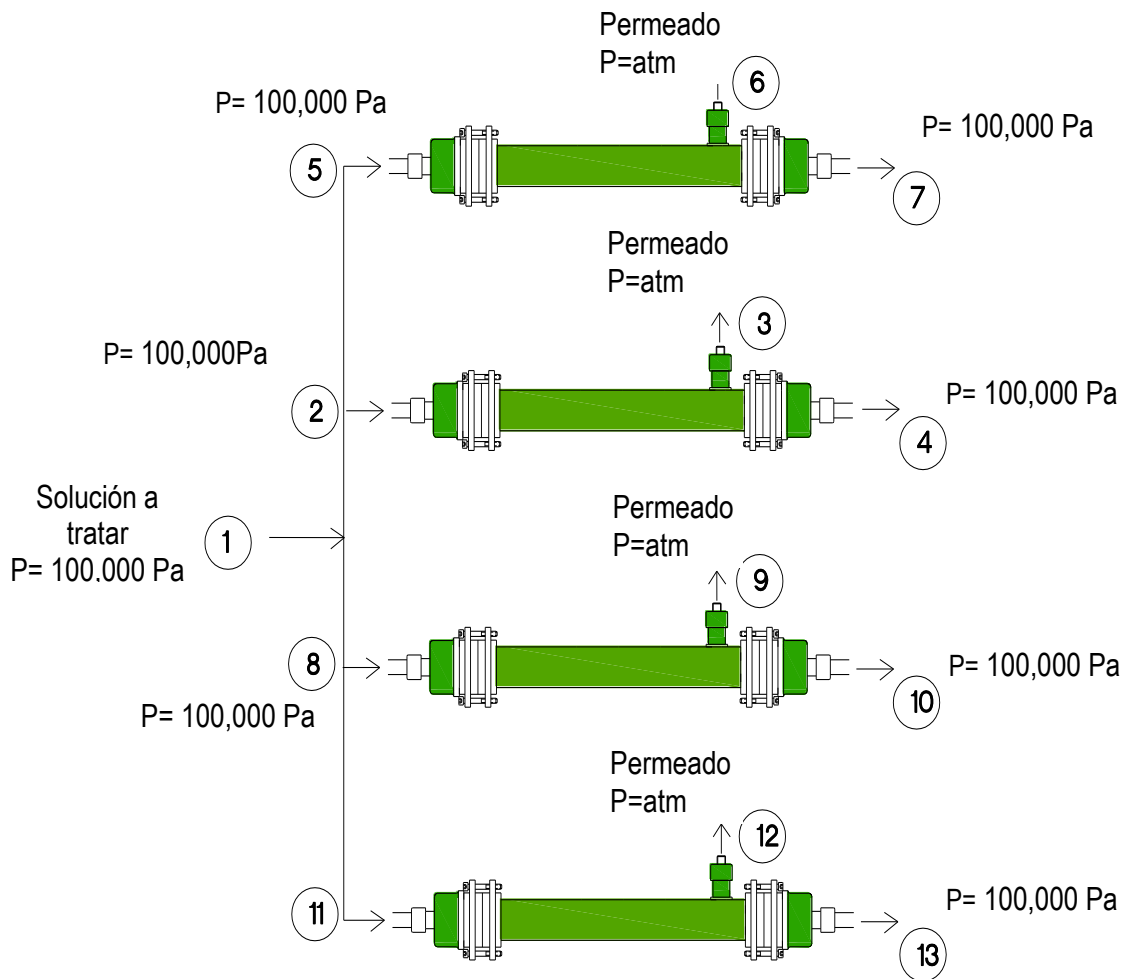 Permeado
P=atm
6
P= 100,000 Pa
P= 100,000 Pa
5
7
Permeado
P=atm
3
P= 100,000Pa
P= 100,000 Pa
2
4
Solución a
tratar
P= 100,000 Pa
1
Permeado
P=atm
9
8
P= 100,000 Pa
10
P= 100,000 Pa
Permeado
P=atm
12
11
P= 100,000 Pa
13